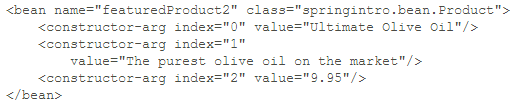 <bean name="featuredProduct2" class="springintro.bean.Product">
    <constructor-arg index="0" value="Ultimate Olive Oil"/>
    <constructor-arg index="1"
        value="The purest olive oil on the market"/>
    <constructor-arg index="2" value="9.95"/>
</bean>